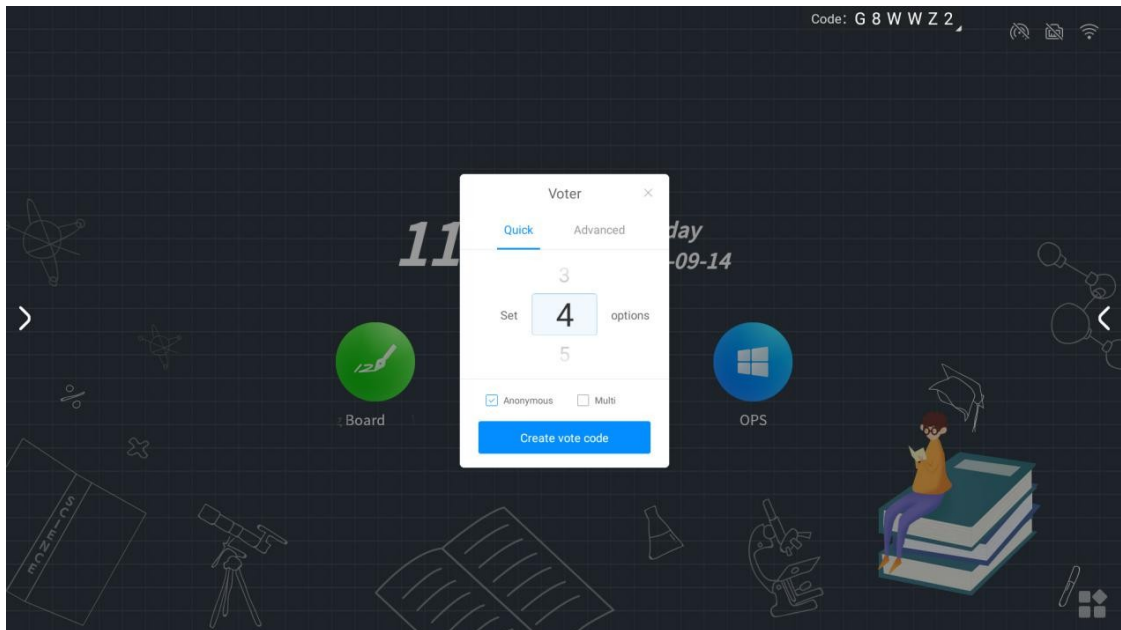 Code: G 8 W W Z 2
Voter
Quick Advanced
11
day
-09-14
3
Set 4 options
5
Anonymous Multi
Board
OPS
Create vote code
SCIENCE